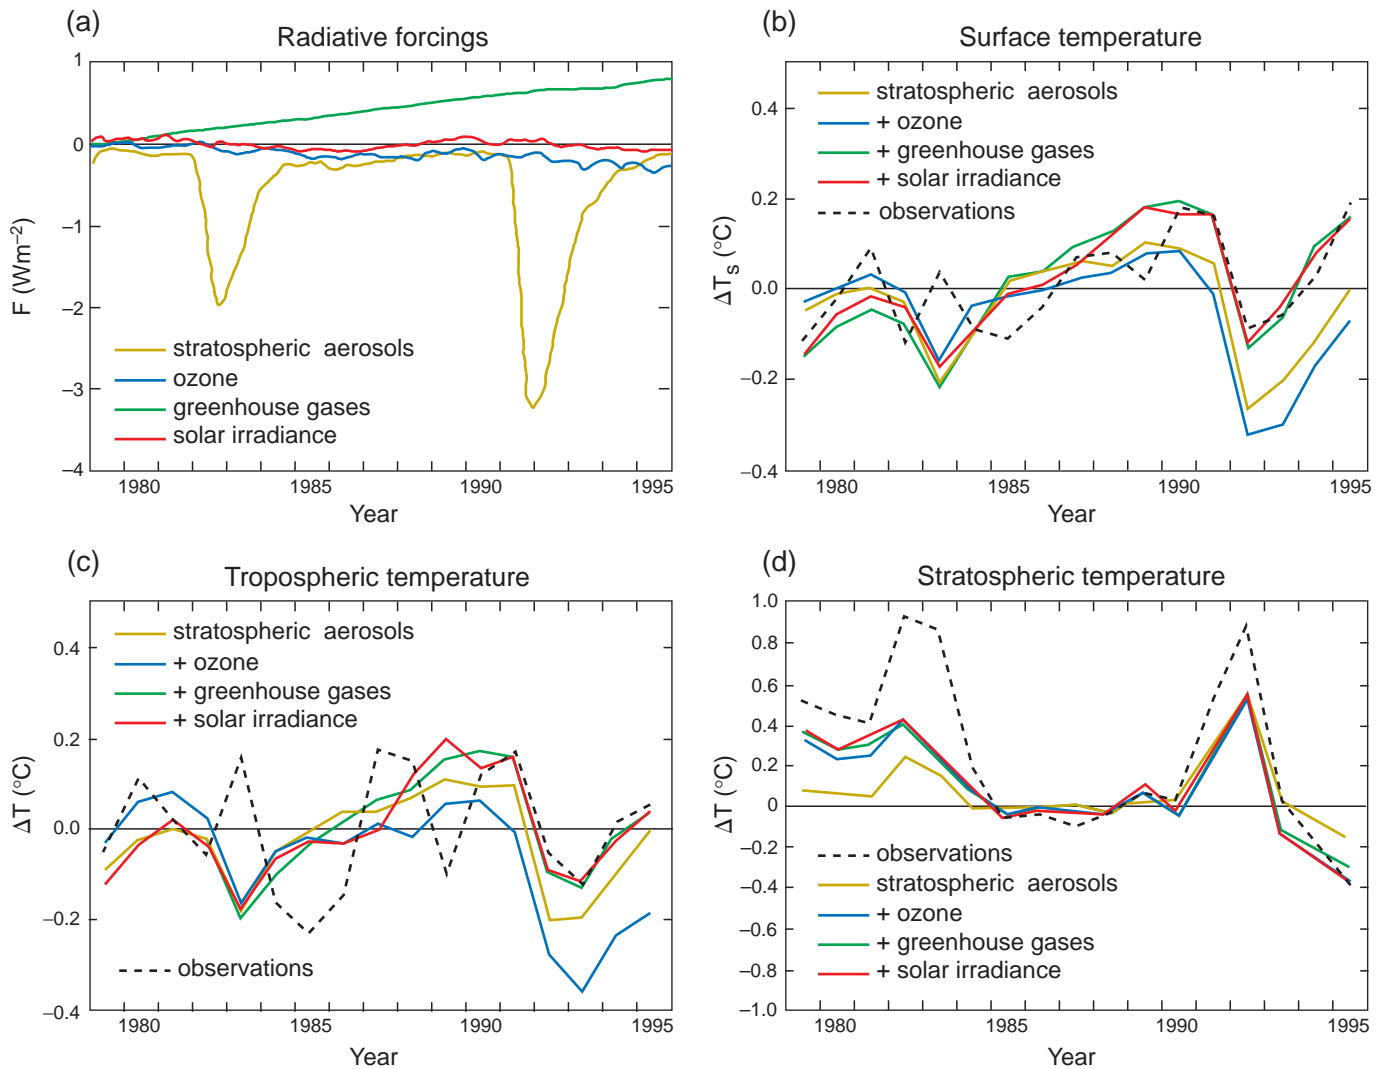 (a)
Radiative forcings
1
0
–1
–2
–3
–4
F (Wm–2)
stratospheric aerosols
ozone
greenhouse gases
solar irradiance
1980 1985 1990 1995
Year
(b)
Surface temperature
0.4
0.2
0.0
–0.2
–0.4
ΔTs (°C)
stratospheric aerosols
+ ozone
+ greenhouse gases
+ solar irradiance
observations
1980 1985 1990 1995
Year
(c)
Tropospheric temperature
0.4
0.2
0.0
–0.2
–0.4
ΔT (°C)
stratospheric aerosols
+ ozone
+ greenhouse gases
+ solar irradiance
observations
1980 1985 1990 1995
Year
(d)
Stratospheric temperature
1.0
0.8
0.6
0.4
0.2
0
–0.2
–0.4
–0.6
–0.8
–1.0
ΔT (°C)
observations
stratospheric aerosols
+ ozone
+ greenhouse gases
+ solar irradiance
1980 1985 1990 1995
Year